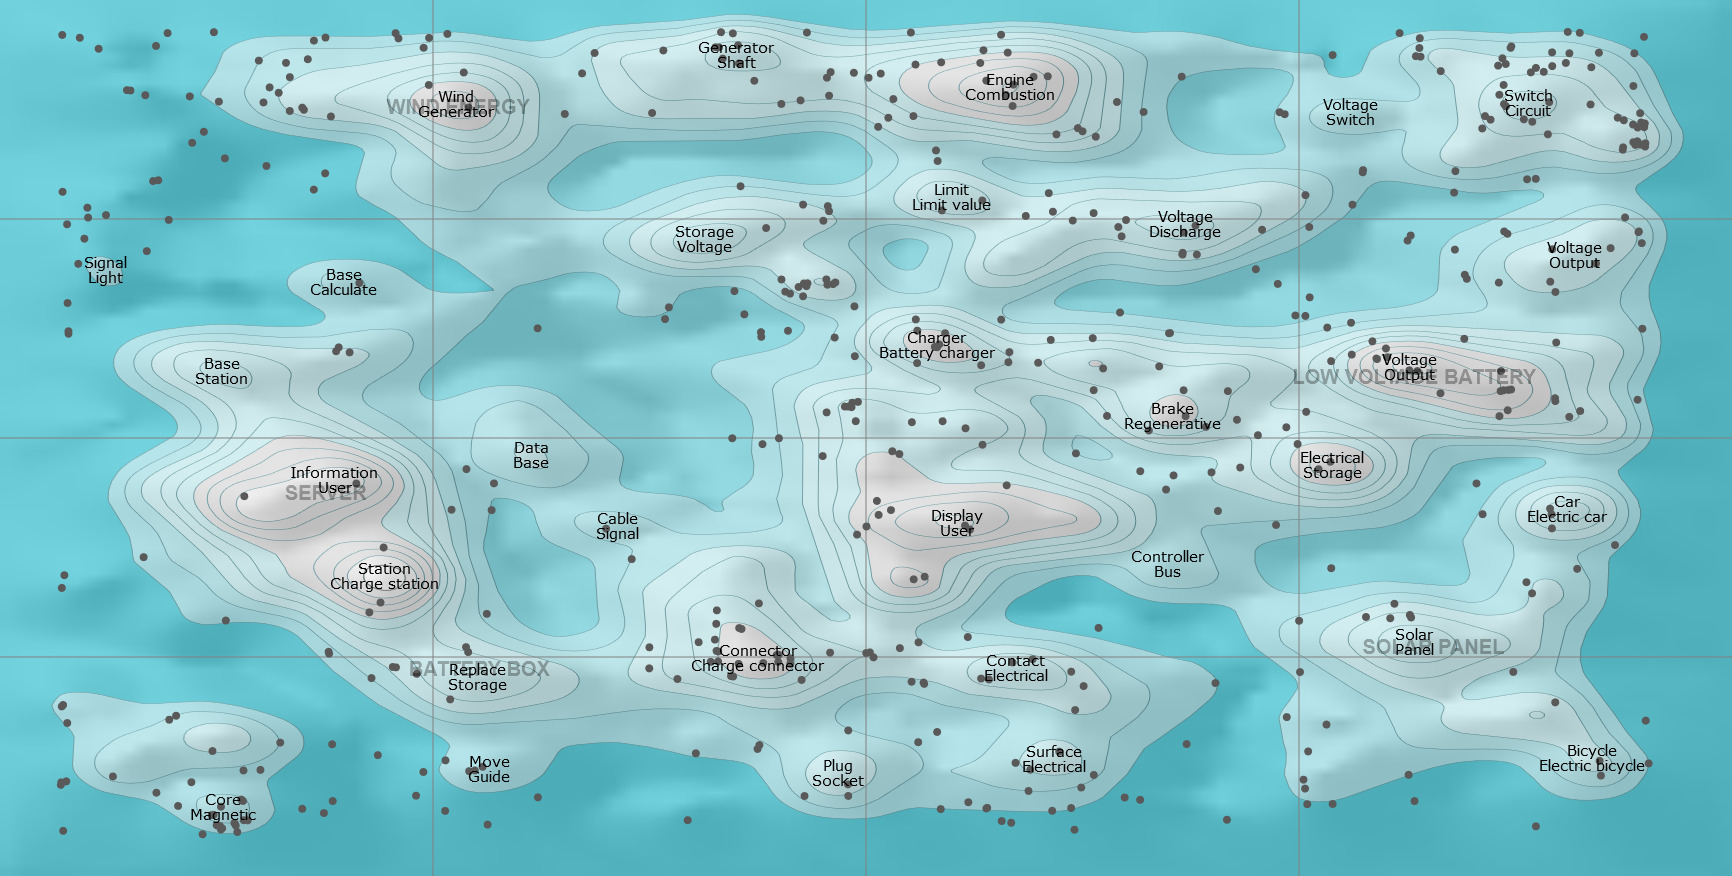 Generator
Shaft
Engine
Combustion
WIND ENERGY
Wind
Generator
Voltage
Switch
Switch
Circuit
Limit
Limit value
Storage
Voltage
Voltage
Discharge
Voltage
Output
Signal
Light
Base
Calculate
Charger
Battery charger
Base
Station
LOW VOLTAGE BATTERY
Voltage
Output
Brake
Regenerative
Data
Base
Electrical
Storage
SERVER
Information
User
Cable
Signal
Display
User
Car
Electric car
Controller
Bus
Station
Charge station
SOLAR PANEL
Solar
Panel
BATTERY BOX
Replace
Storage
Connector
Charge connector
Contact
Electrical
Move
Guide
Plug
Socket
Surface
Electrical
Bicycle
Electric bicycle
Core
Magnetic